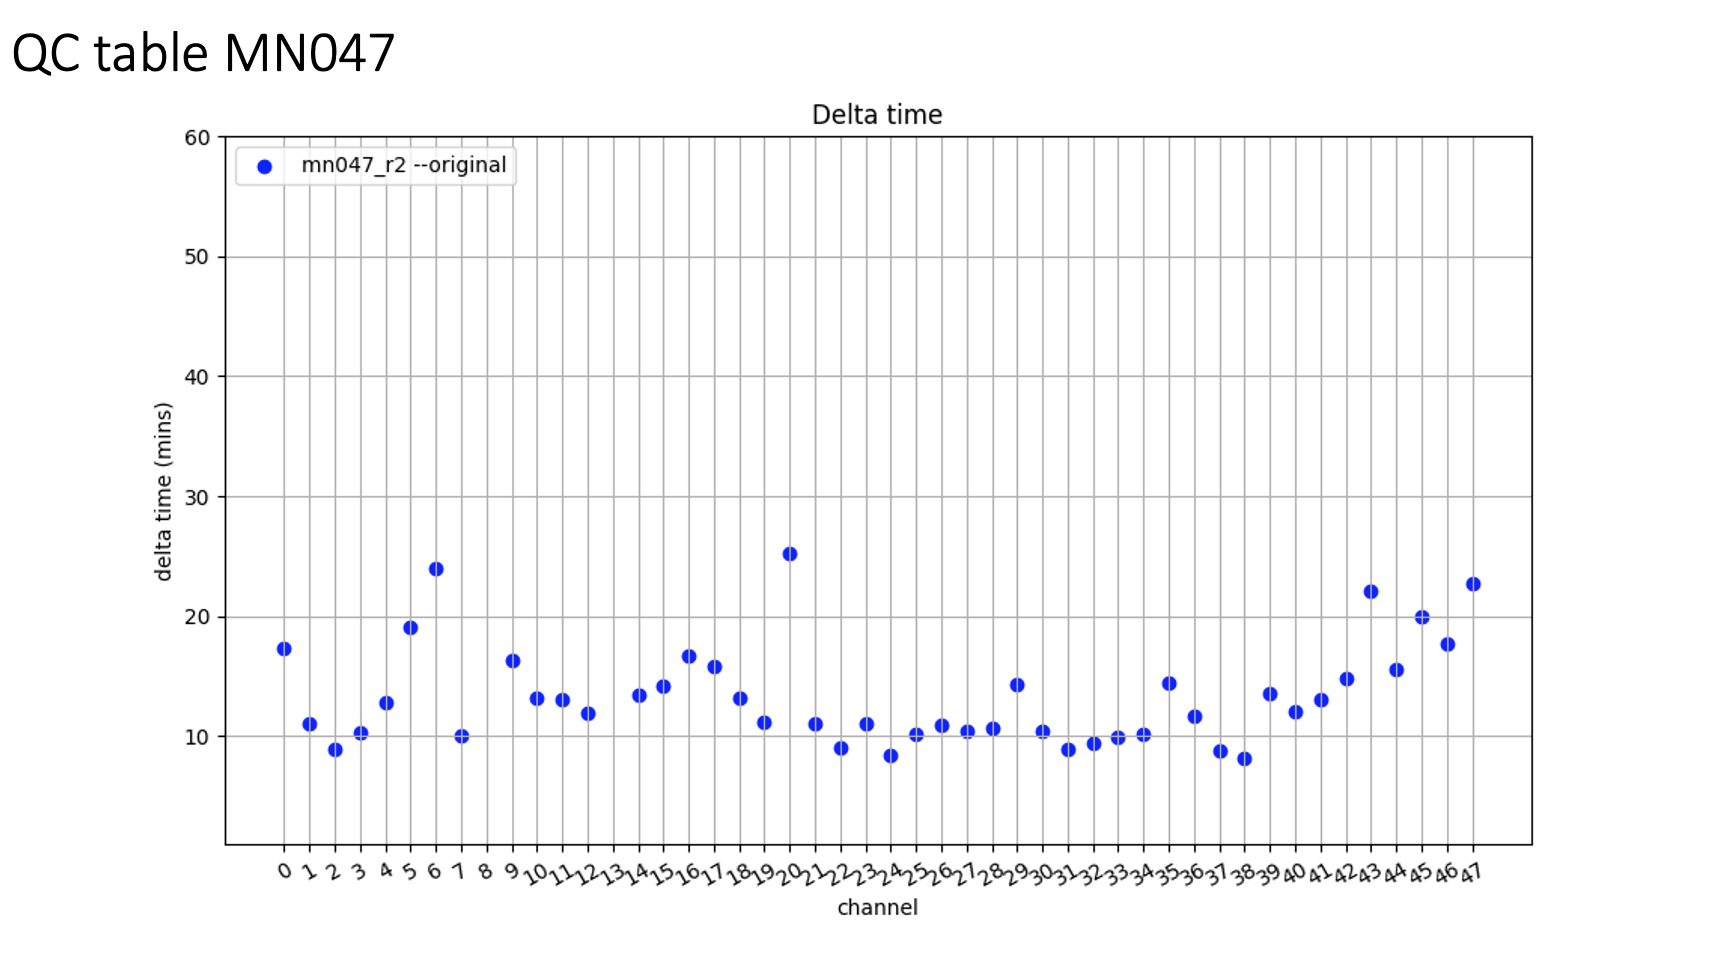 QC table MN047
Delta time
mn047_r2 --original
60
50
40
30
20
10
delta time (mins)
0 1 2 3 4 5 6 7 8 9 10 11 12 13 14 15 16 17 18 19 20 21 22 23 24 25 26 27 28 29 30 31 32 33 34 35 36 37 38 39 40 41 42 43 44 45 46 47
channel